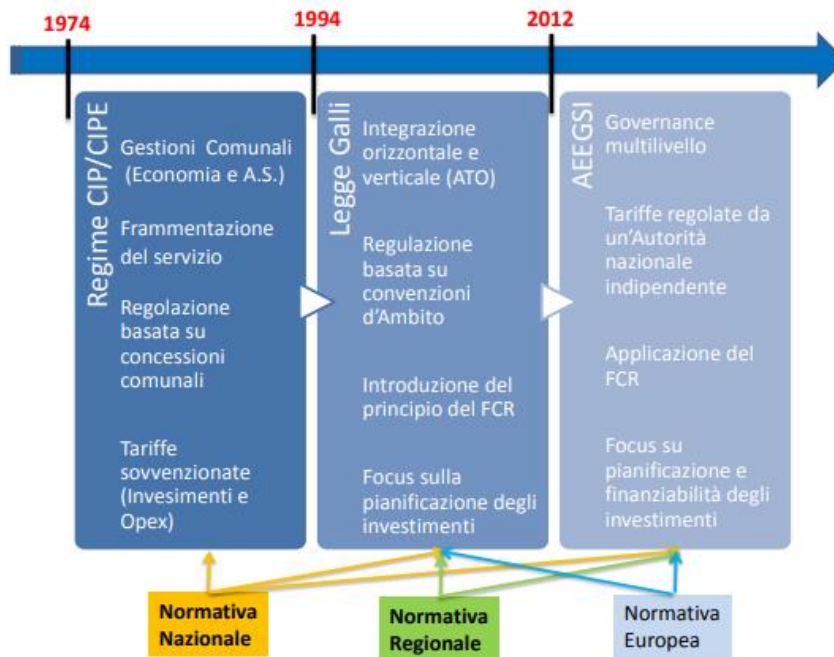 1974
1994
2012
Regime CIP/CIPE
Gestioni Comunali
(Economia e A.S.)
Frammentazione
del servizio
Regolazione
basata su
concessioni
comunali
Tariffe
sovvenzionate
(Invesimenti e
Opex)
Legge Galli
Integrazione
orizzontale e
verticale (ATO)
Regulazione
basata su
convenzioni
d'Ambito
Introduzione del
principio del FCR
Focus sulla
pianificazione degli
investimenti
AEEGSI
Governance
multilivello
Tariffe regolate da
un'Autorità
nazionale
indipendente
Applicazione del
FCR
Focus su
pianificazione e
finanziabilità degli
investimenti
Normativa
Nazionale
Normativa
Regionale
Normativa
Europea